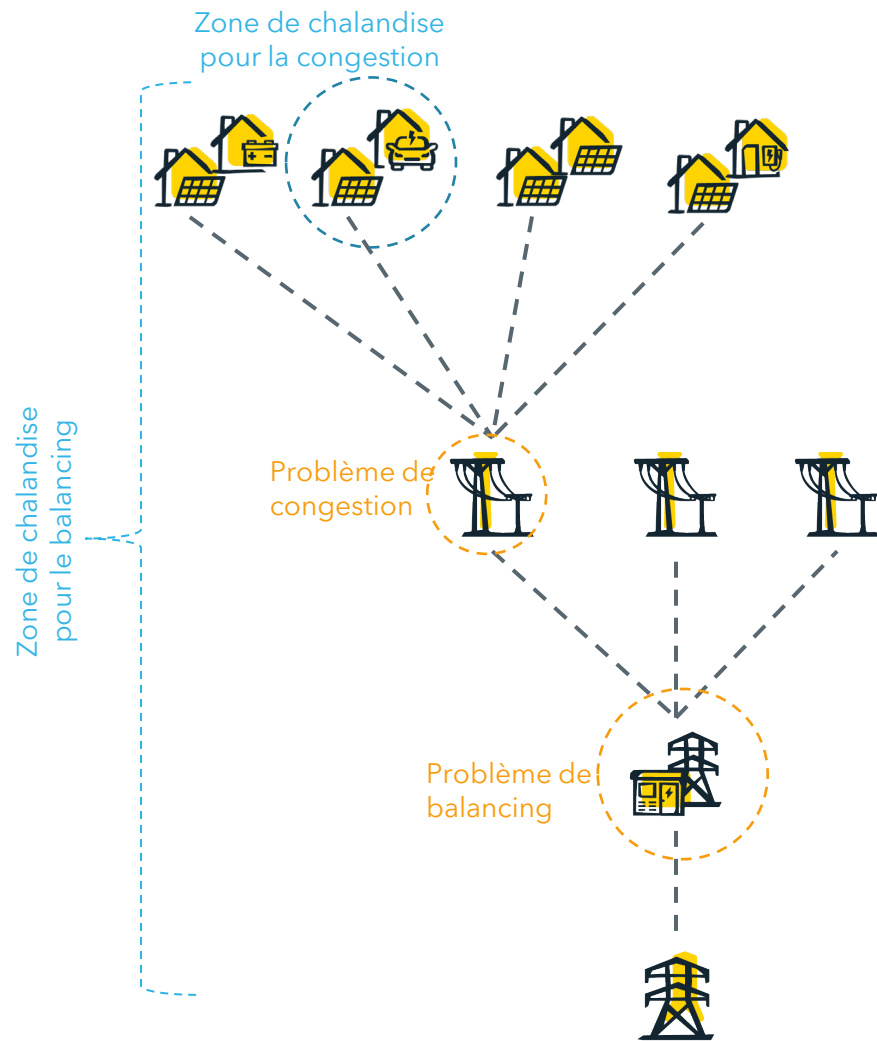 Zone de chalandise
pour la congestion
Zone de chalandise
pour le balancing
Problème de
congestion
Problème de
balancing